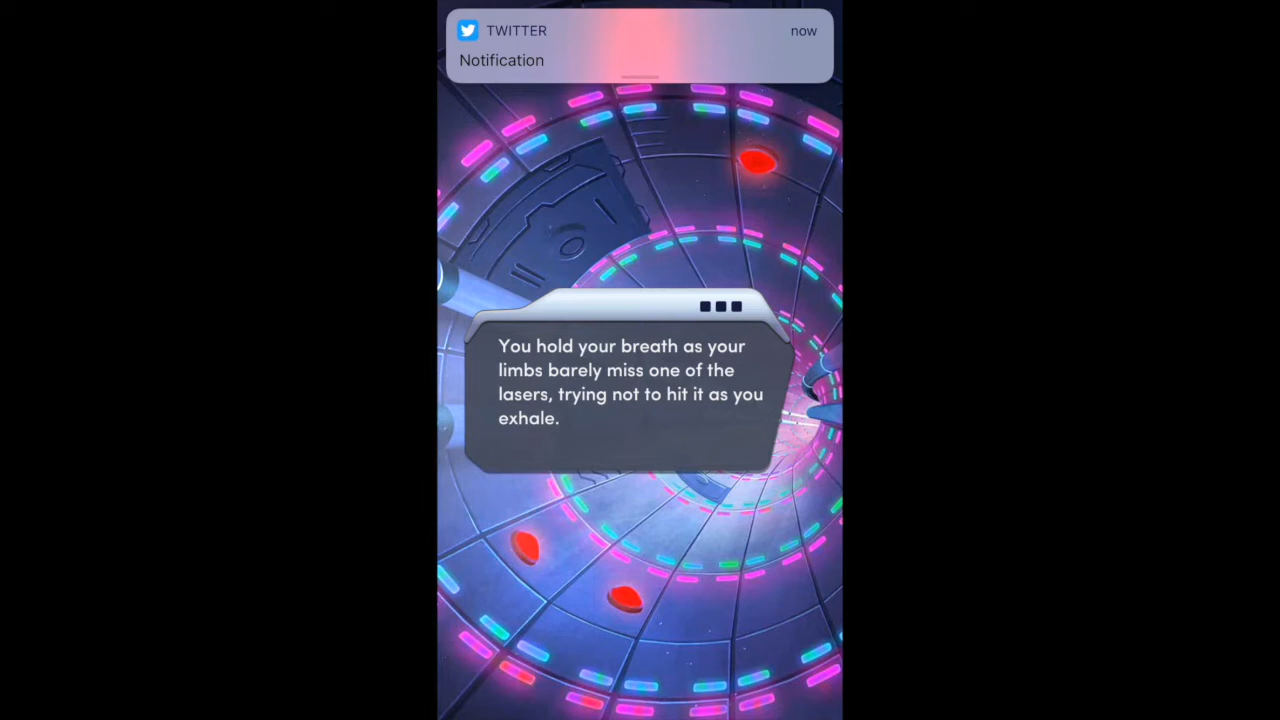 TWITTER now
Notification
You hold your breath as your
limbs barely miss one of the
lasers, trying not to hit it as you
exhale.